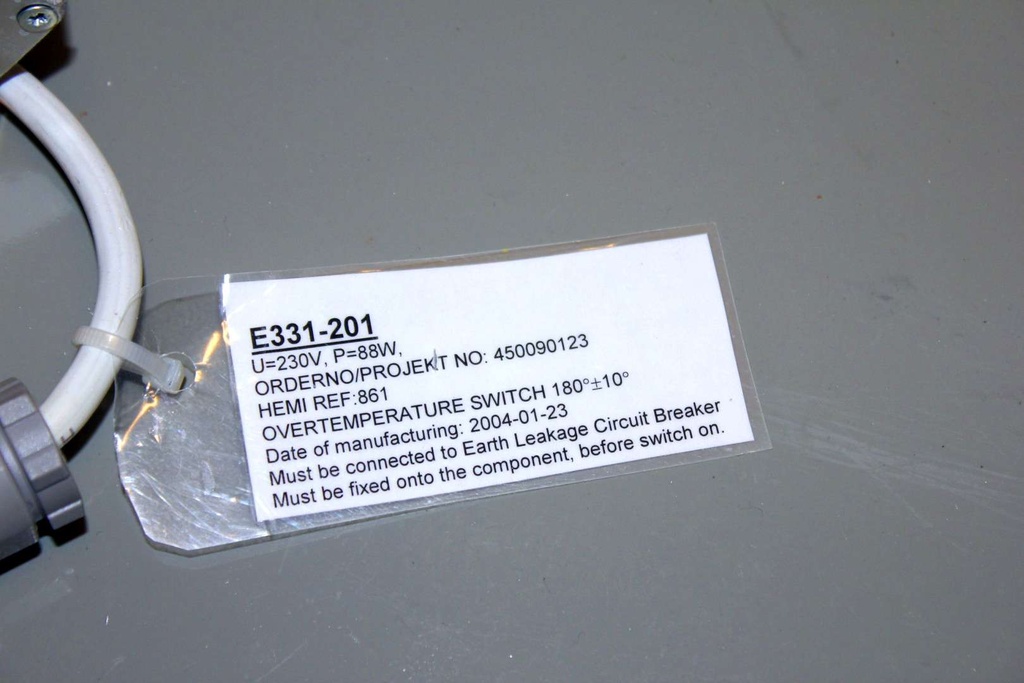 E331-201
U=230V, P=88W,
ORDERNO/PROJEKT NO: 450090123
HEMI REF:861
OVERTEMPERATURE SWITCH 180°±10°
Date of manufacturing: 2004-01-23
Must be connected to Earth Leakage Circuit Breaker
Must be fixed onto the component, before switch on.